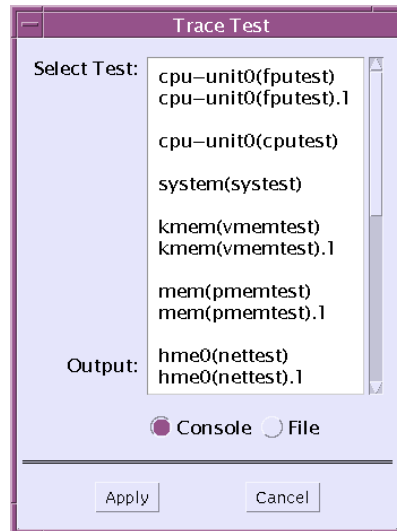 Trace Test
Select Test:
cpu-unit0(fputest)
cpu-unit0(fputest).1
cpu-unit0(cputest)
system(systest)
kmem(vmemtest)
kmem(vmemtest).1
mem(pmemtest)
mem(pmemtest).1
hme0(nettest)
hme0(nettest).1
Output:
Console File
Apply Cancel